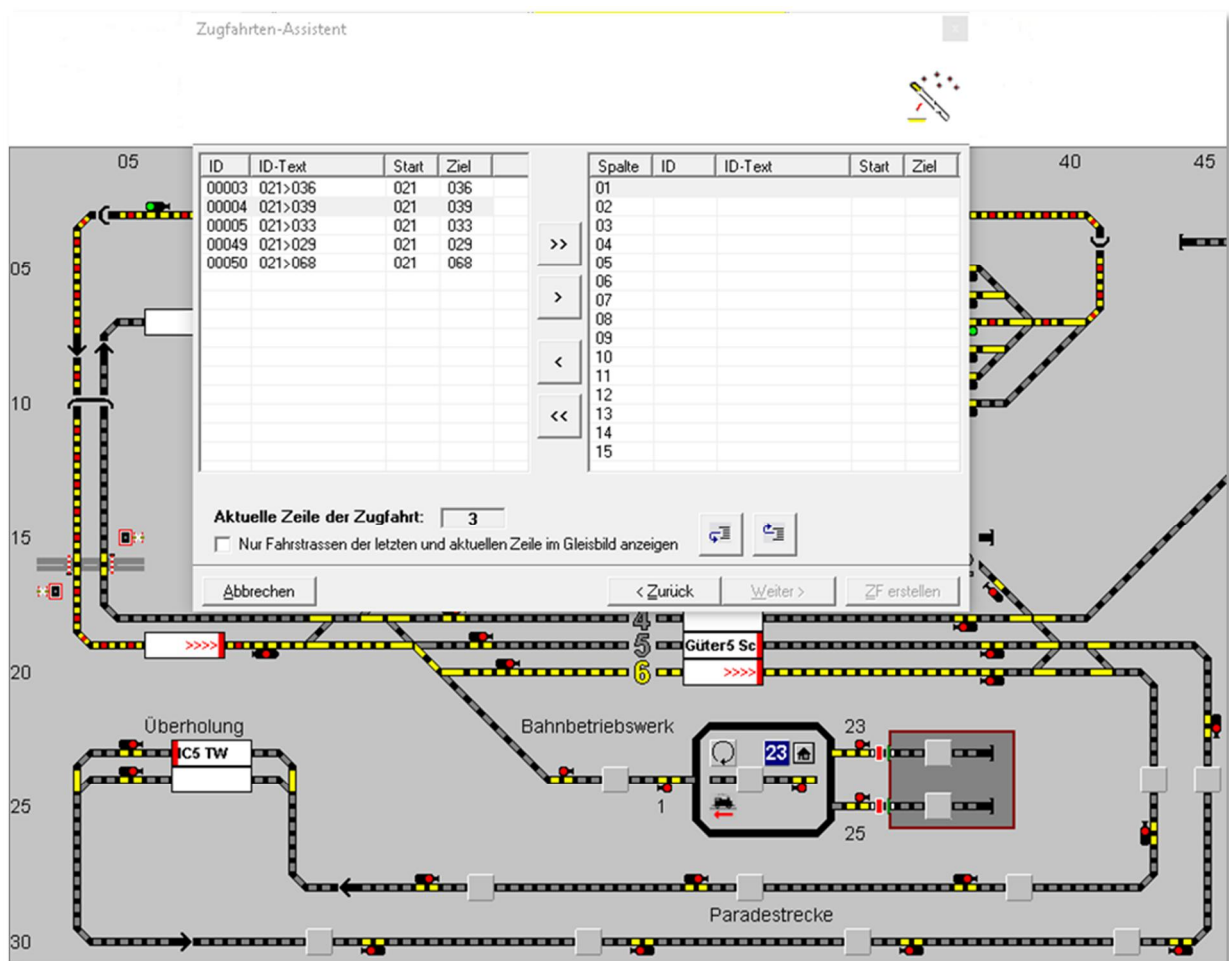 Zugfahrten-Assistent
x
05 40 45
ID ID-Text Start Ziel
00003 021>036 021 036
00004 021>039 021 039
00005 021>033 021 033
00049 021>029 021 029
00050 021>068 021 068
Spalte ID ID-Text Start Ziel
01
02
03
04
05
06
07
08
09
10
11
12
13
14
15
>>
>
<
<<
05
10
15
20
25
30
Aktuelle Zeile der Zugfahrt: 3
Nur Fahrstrassen der letzten und aktuellen Zeile im Gleisbild anzeigen
Abbrechen < Zurück Weiter > ZF erstellen
4
>>>> 5 Güter5 Sc
6 >>>>
Überholung
IC5 TW
Bahnbetriebswerk
23
23
1
25
Paradestrecke